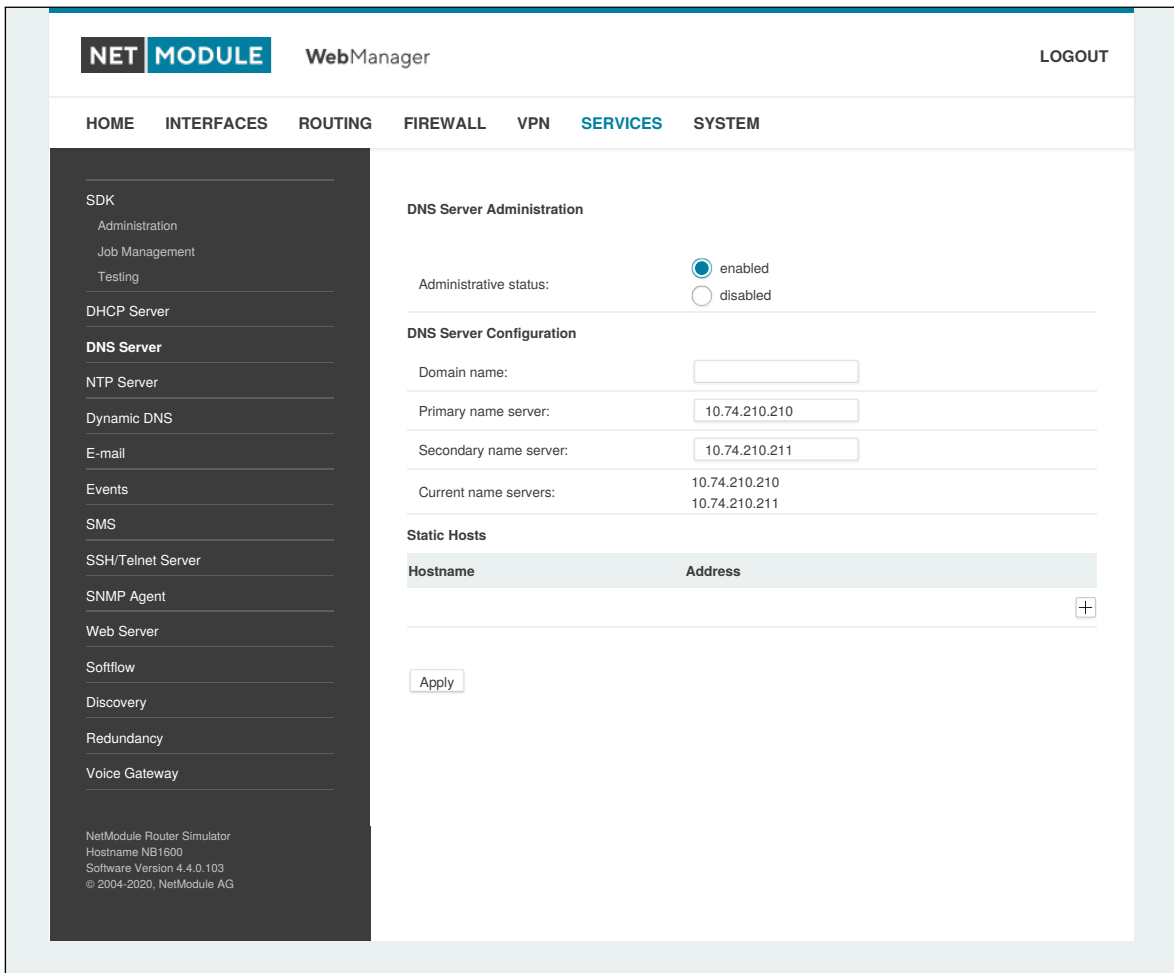 NET MODULE WebManager LOGOUT
HOME INTERFACES ROUTING FIREWALL VPN SERVICES SYSTEM
SDK
Administration
Job Management
Testing
DHCP Server
DNS Server
NTP Server
Dynamic DNS
E-mail
Events
SMS
SSH/Telnet Server
SNMP Agent
Web Server
Softflow
Discovery
Redundancy
Voice Gateway
NetModule Router Simulator
Hostname NB1600
Software Version 4.4.0.103
© 2004-2020, NetModule AG
DNS Server Administration
Administrative status:
enabled
disabled
DNS Server Configuration
Domain name:
Primary name server: 10.74.210.210
Secondary name server: 10.74.210.211
Current name servers:
10.74.210.210
10.74.210.211
Static Hosts
Hostname Address
Apply